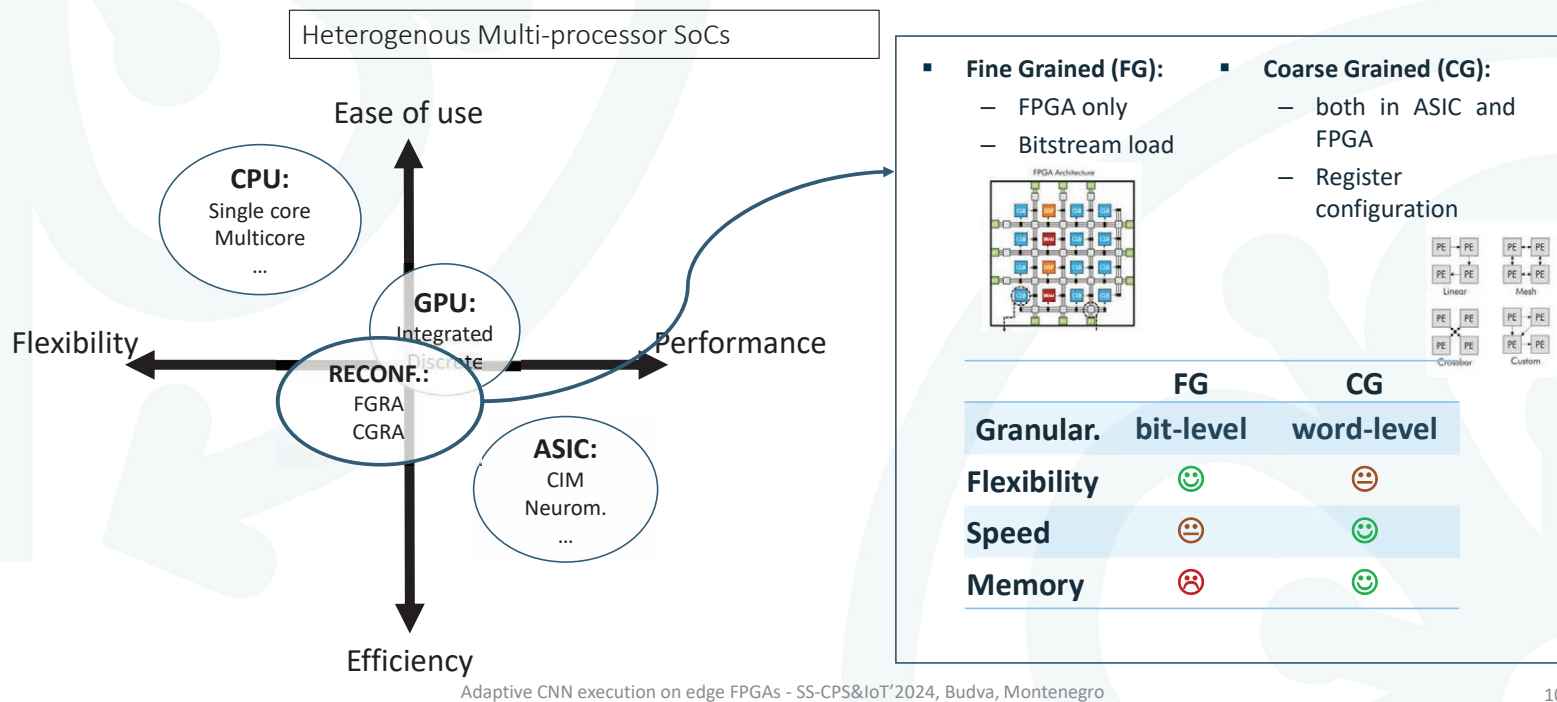 Heterogenous Multi-processor SoCs
Ease of use
CPU:
Single core
Multicore
…
GPU:
Integrated
Discrete
Flexibility
Performance
RECONF.:
FGRA
CGRA
ASIC:
CIM
Neurom.
…
Efficiency
▪ Fine Grained (FG):
– FPGA only
– Bitstream load
FPGA Architecture
▪ Coarse Grained (CG):
– both in ASIC and
FPGA
– Register
configuration
PE PE PE PE
PE PE PE PE
Linear Mesh
PE PE PE PE
PE PE PE PE
Crossbar Custom
FG CG
Granular. bit-level word-level
Flexibility
Speed
Memory
Adaptive CNN execution on edge FPGAs - SS-CPS&IoT’2024, Budva, Montenegro